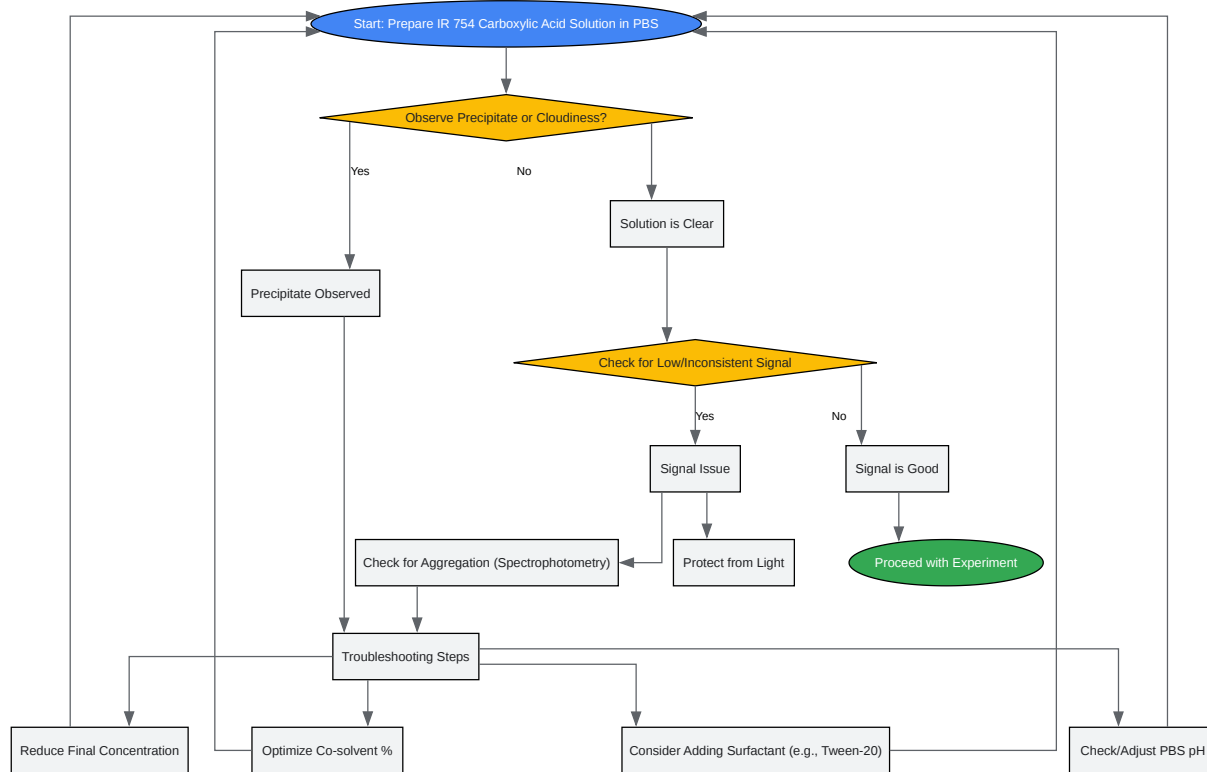 Start: Prepare IR 754 Carboxylic Acid Solution in PBS
Observe Precipitate or Cloudiness?
Yes
No
Solution is Clear
Precipitate Observed
Check for Low/Inconsistent Signal
Yes
No
Signal Issue
Signal is Good
Check for Aggregation (Spectrophotometry)
Protect from Light
Proceed with Experiment
Troubleshooting Steps
Reduce Final Concentration
Optimize Co-solvent %
Consider Adding Surfactant (e.g., Tween-20)
Check/Adjust PBS pH